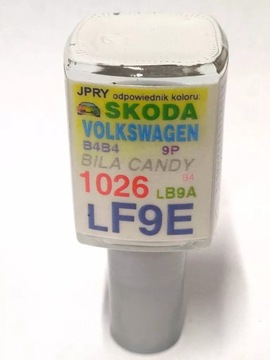 JPRY odpowiednik koloru:
SKODA
VOLKSWAGEN
B4B4 9P
BILA CANDY
B4
1026 LB9A
LF9E